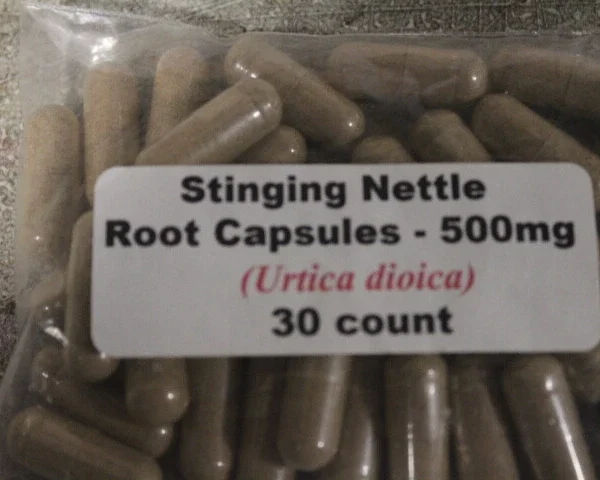 Stinging Nettle
Root Capsules - 500mg
(Urtica dioica)
30 count